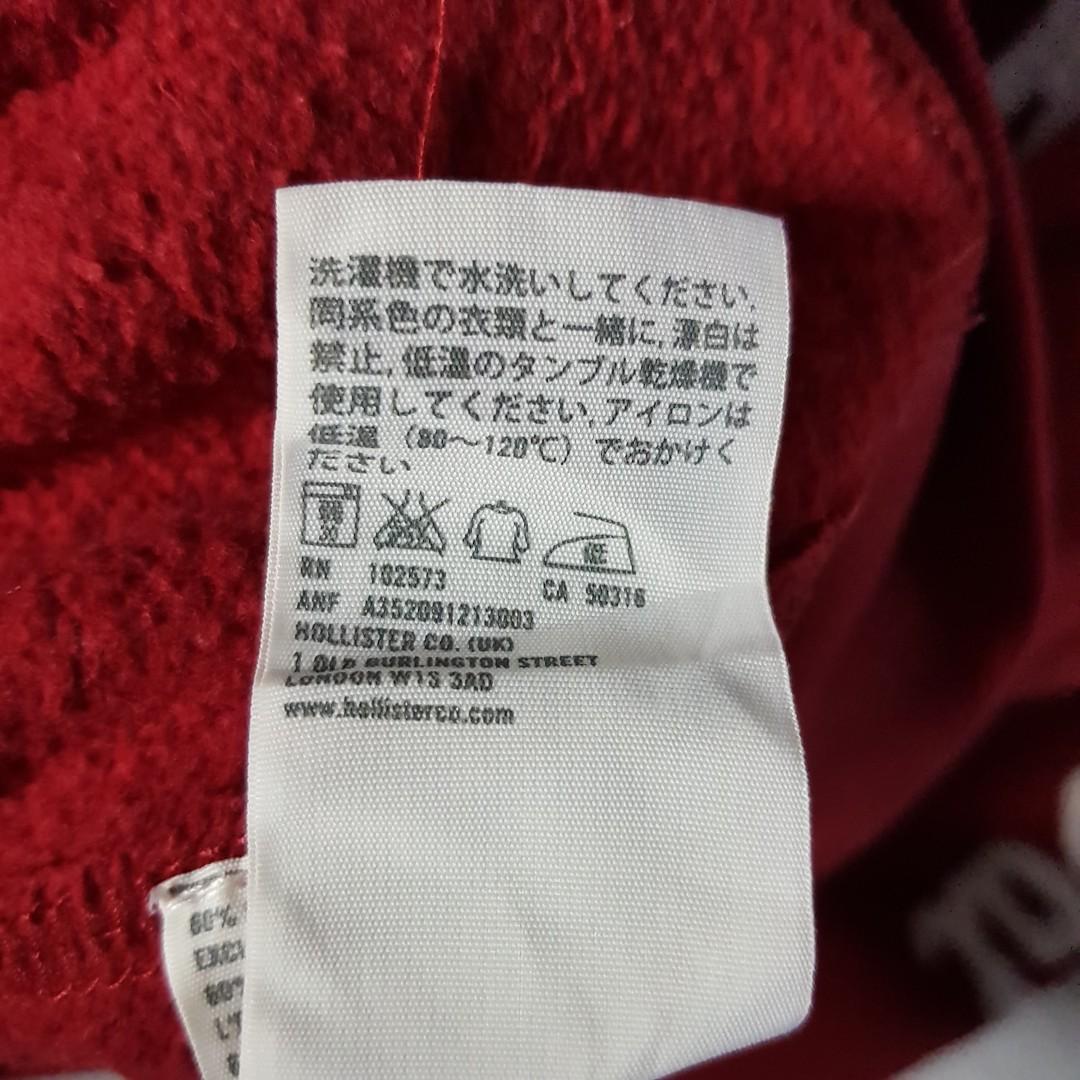 洗濯機で水洗いしてください.
同系色の衣類と一緒に,漂白は
禁止,低温のタンブル乾燥機で
使用してください,アイロンは
低温 (80〜120℃) でおかけく
ださい
RN 102573 CA 50316
ANF A352091213003
HOLLISTER CO. (UK)
1 OLD BURLINGTON STREET
LONDON W1S 3AD
www.hollisterco.com
60%
60%